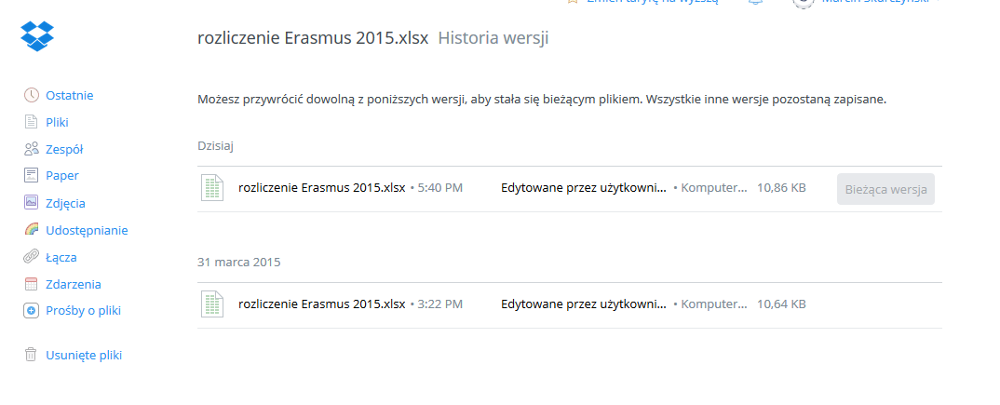 Zmień taryfę na wyższą Marcin Skurczyński
rozliczenie Erasmus 2015.xlsx Historia wersji
Ostatnie
Pliki
Zespół
Paper
Zdjęcia
Udostępnianie
Łącza
Zdarzenia
Prośby o pliki
Usunięte pliki
Możesz przywrócić dowolną z poniższych wersji, aby stała się bieżącym plikiem. Wszystkie inne wersje pozostaną zapisane.
Dzisiaj
rozliczenie Erasmus 2015.xlsx • 5:40 PM Edytowane przez użytkowni... • Komputer... 10,86 KB Bieżąca wersja
31 marca 2015
rozliczenie Erasmus 2015.xlsx • 3:22 PM Edytowane przez użytkowni... • Komputer... 10,64 KB